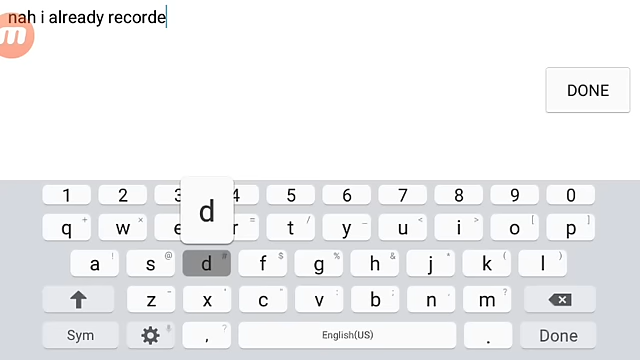 nah i already recorde
m
DONE
1 2 3 4 5 6 7 8 9 0
d
q + w × e r = t / y _ u < i > o [ p ]
a ! s @ d # f $ g % h & j * k ( l )
z - x ' c " v : b ; n , m ?
Sym , ? English(US) . Done